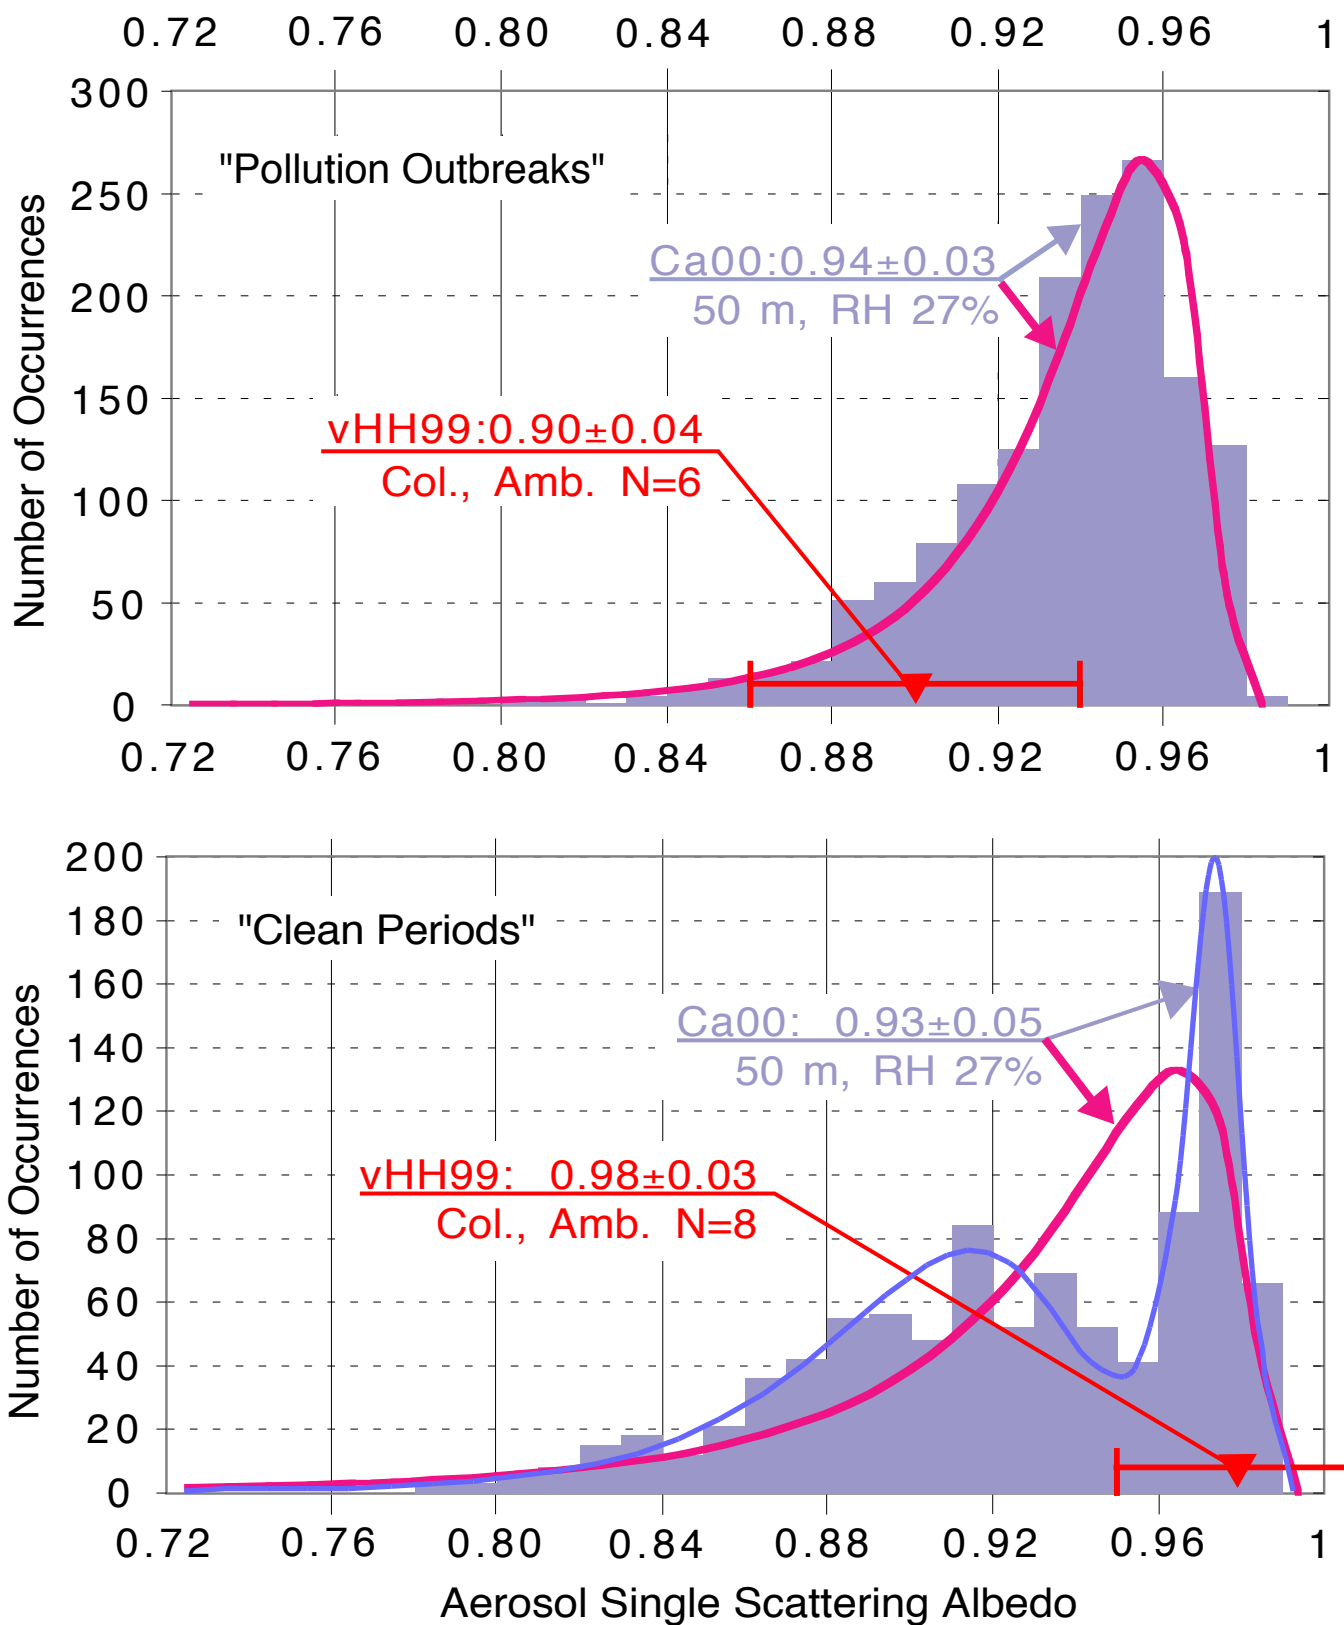 0.72 0.76 0.80 0.84 0.88 0.92 0.96 1
300
"Pollution Outbreaks"
250
Ca00:0.94±0.03
50 m, RH 27%
200
150
vHH99:0.90±0.04
Col., Amb. N=6
100
50
0
Number of Occurrences
0.72 0.76 0.80 0.84 0.88 0.92 0.96 1
200
"Clean Periods"
180
160
Ca00: 0.93±0.05
50 m, RH 27%
140
120
100
vHH99: 0.98±0.03
Col., Amb. N=8
80
60
40
20
0
Number of Occurrences
0.72 0.76 0.80 0.84 0.88 0.92 0.96 1
Aerosol Single Scattering Albedo